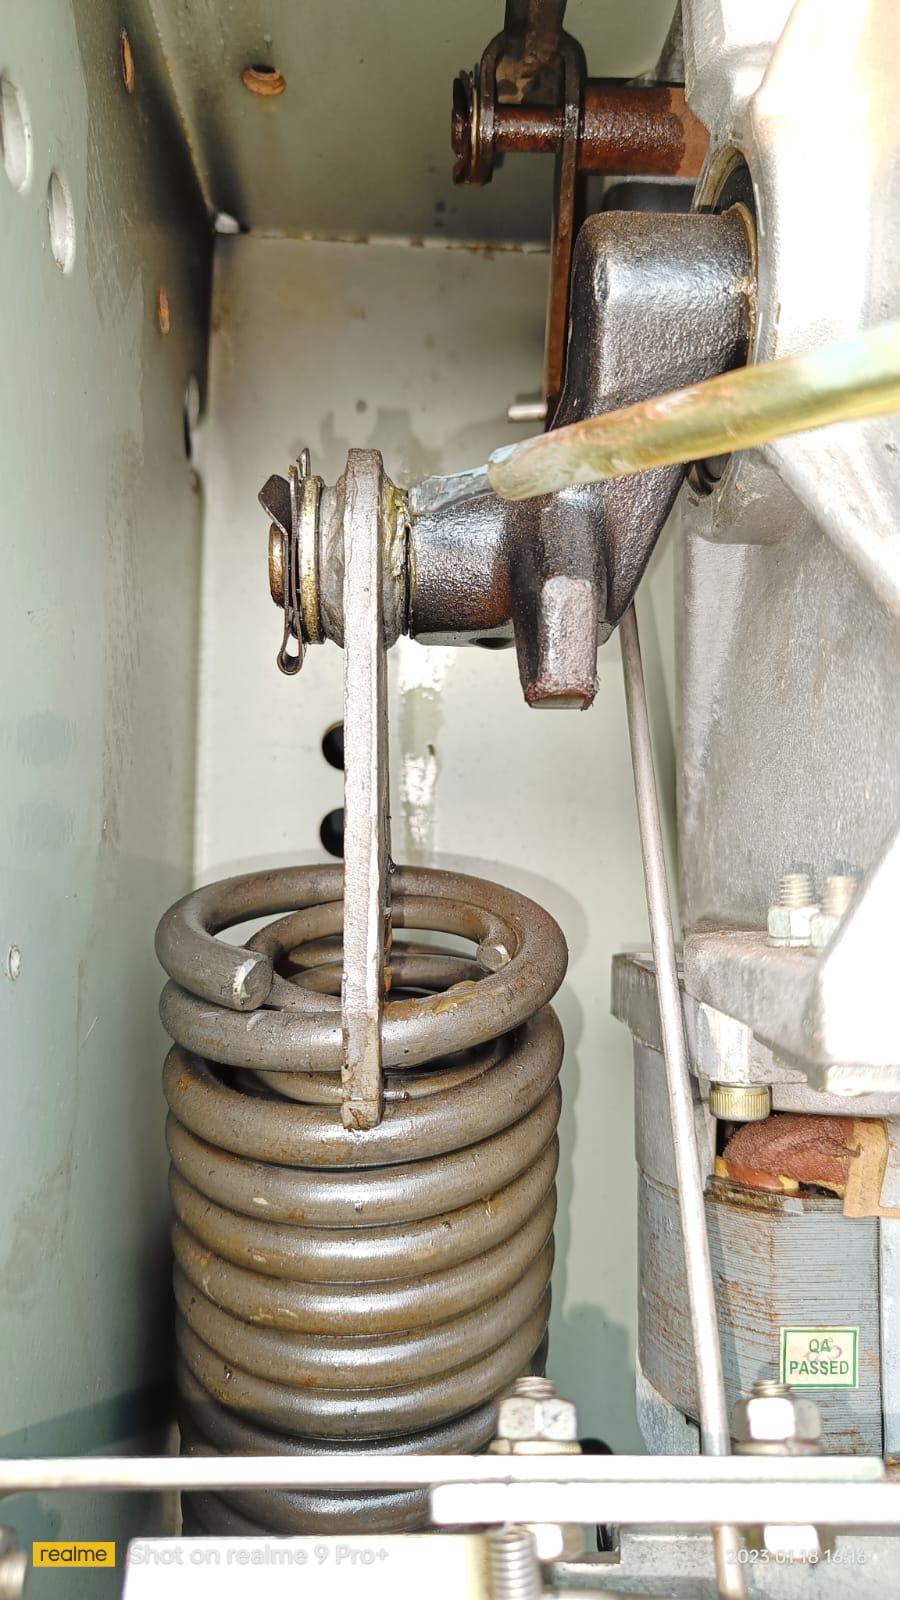 QA
PASSED
realme
Shot on realme 9 Pro+
2023.01.18 16:16